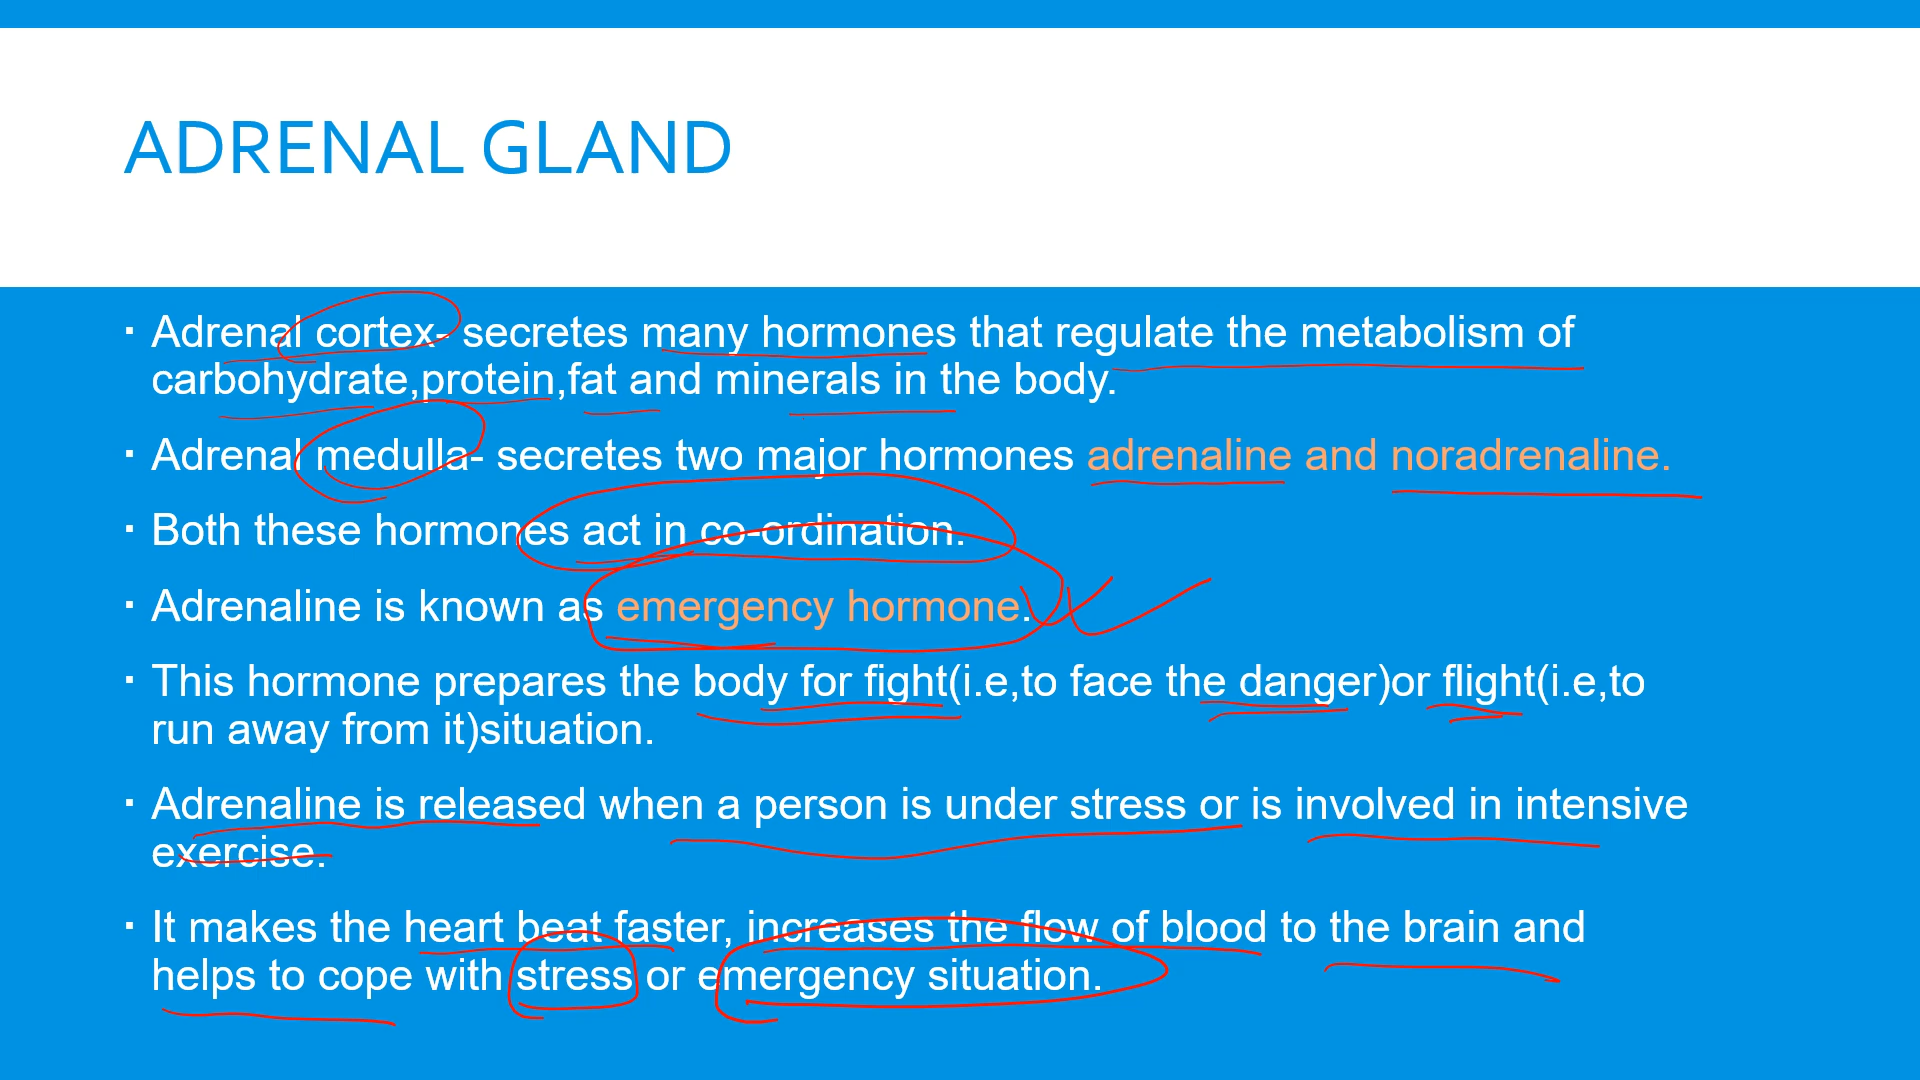 ADRENAL GLAND
▪ Adrenal cortex- secretes many hormones that regulate the metabolism of
carbohydrate,protein,fat and minerals in the body.
▪ Adrenal medulla- secretes two major hormones adrenaline and noradrenaline.
▪ Both these hormones act in co-ordination.
▪ Adrenaline is known as emergency hormone.
▪ This hormone prepares the body for fight(i.e,to face the danger)or flight(i.e,to
run away from it)situation.
▪ Adrenaline is released when a person is under stress or is involved in intensive
exercise.
▪ It makes the heart beat faster, increases the flow of blood to the brain and
helps to cope with stress or emergency situation.